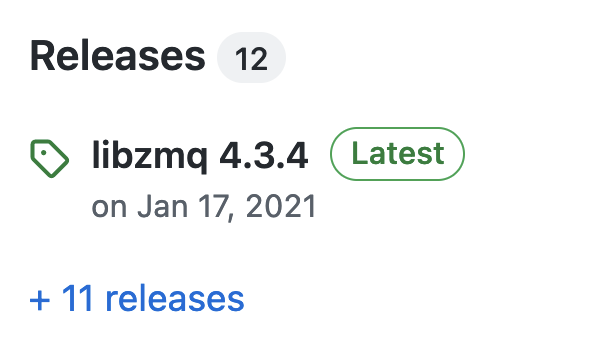 Releases 12
libzmq 4.3.4 Latest
on Jan 17, 2021
+ 11 releases